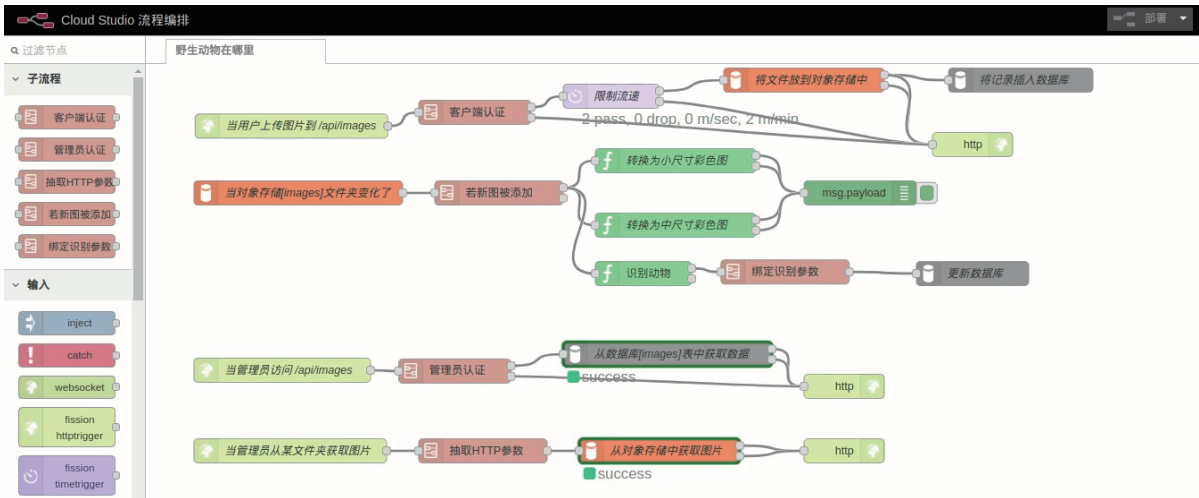 Cloud Studio 流程编排
部署
过滤节点
野生动物在哪里
子流程
客户端认证
管理员认证
抽取HTTP参数
若新图被添加
绑定识别参数
输入
inject
catch
websocket
fission
httptrigger
fission
timetrigger
当用户上传图片到 /api/images
客户端认证
限制流速
2 pass, 0 drop, 0 m/sec, 2 m/min
将文件放到对象存储中
将记录插入数据库
http
当对象存储[images]文件夹变化了
若新图被添加
转换为小尺寸彩色图
转换为中尺寸彩色图
msg.payload
识别动物
绑定识别参数
更新数据库
当管理员访问 /api/images
管理员认证
从数据库[images]表中获取数据
success
http
当管理员从某文件夹获取图片
抽取HTTP参数
从对象存储中获取图片
success
http